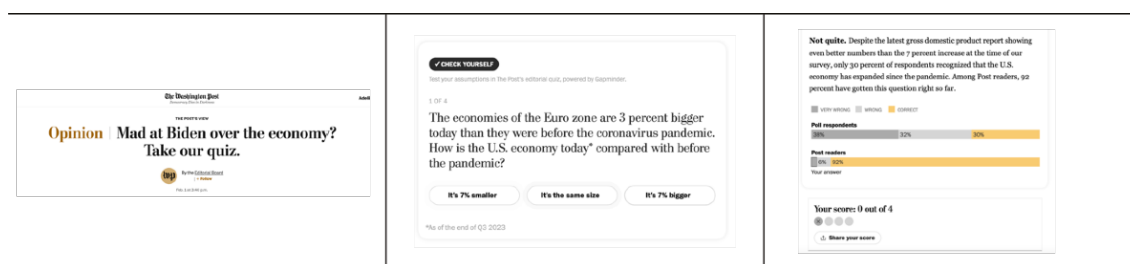 The Washington Post
Democracy Dies in Darkness
THE POST'S VIEW
Opinion | Mad at Biden over the economy?
Take our quiz.
By the Editorial Board
✓ CHECK YOURSELF
Test your assumptions in The Post's editorial quiz, powered by Gapminder.
1 OF 4
The economies of the Euro zone are 3 percent bigger
today than they were before the coronavirus pandemic.
How is the U.S. economy today* compared with before
the pandemic?
It's 7% smaller
It's the same size
It's 7% bigger
*As of the end of Q3 2023
Not quite. Despite the latest gross domestic product report showing
even better numbers than the 7 percent increase at the time of our
survey, only 30 percent of respondents recognized that the U.S.
economy has expanded since the pandemic. Among Post readers, 92
percent have gotten this question right so far.
VERY WRONG WRONG CORRECT
Poll respondents
38% 32% 30%
Post readers
6% 92%
Your answer
Your score: 0 out of 4
Share your score